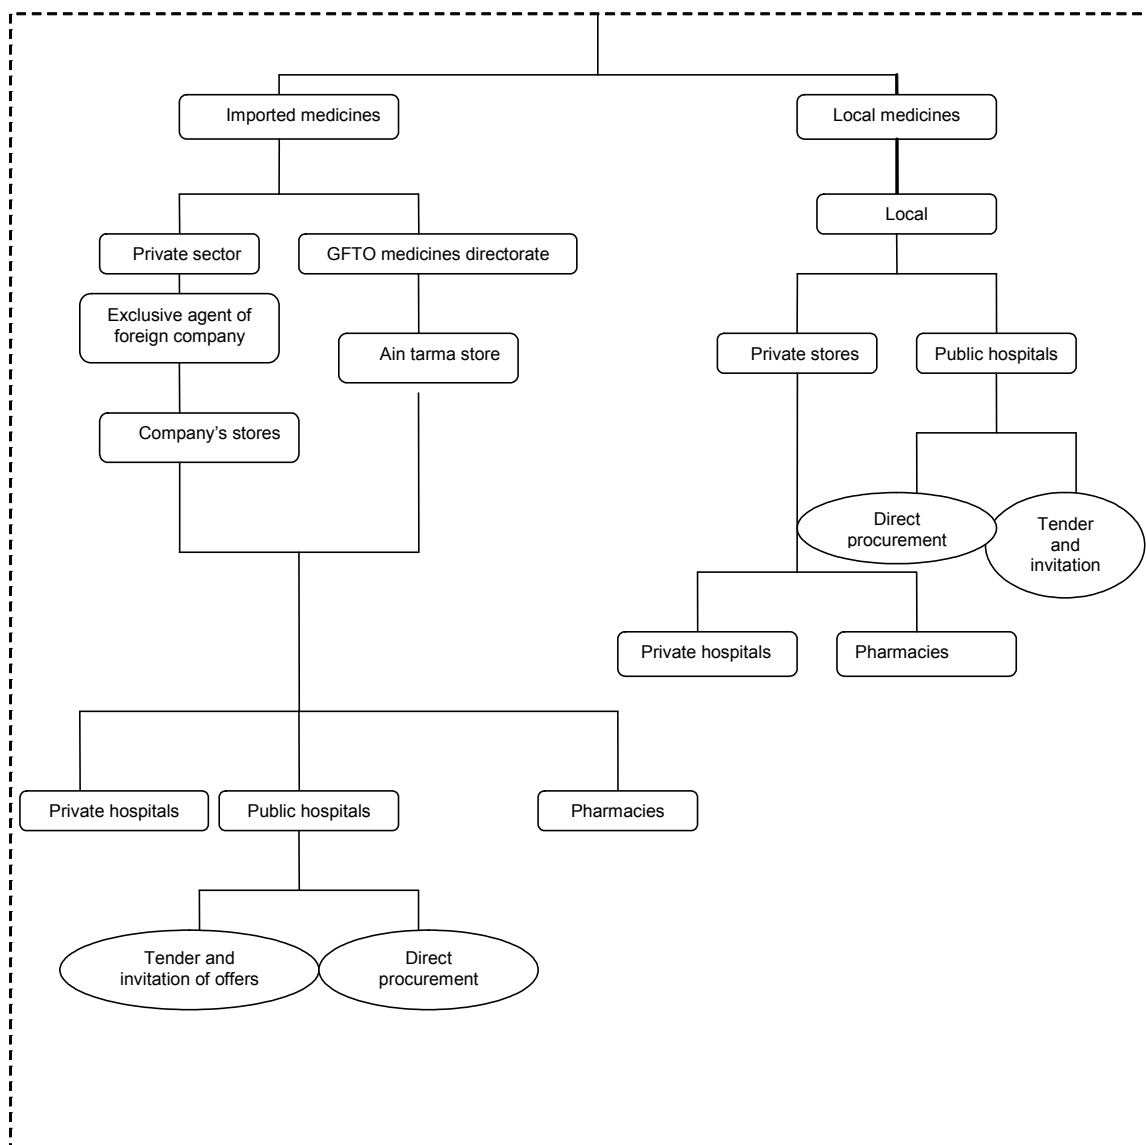 Imported medicines
Local medicines
Local
Private sector
GFTO medicines directorate
Exclusive agent of
foreign company
Ain tarma store
Private stores
Public hospitals
Company’s stores
Direct
procurement
Tender
and
invitation
Private hospitals
Pharmacies
Private hospitals
Public hospitals
Pharmacies
Tender and
invitation of offers
Direct
procurement